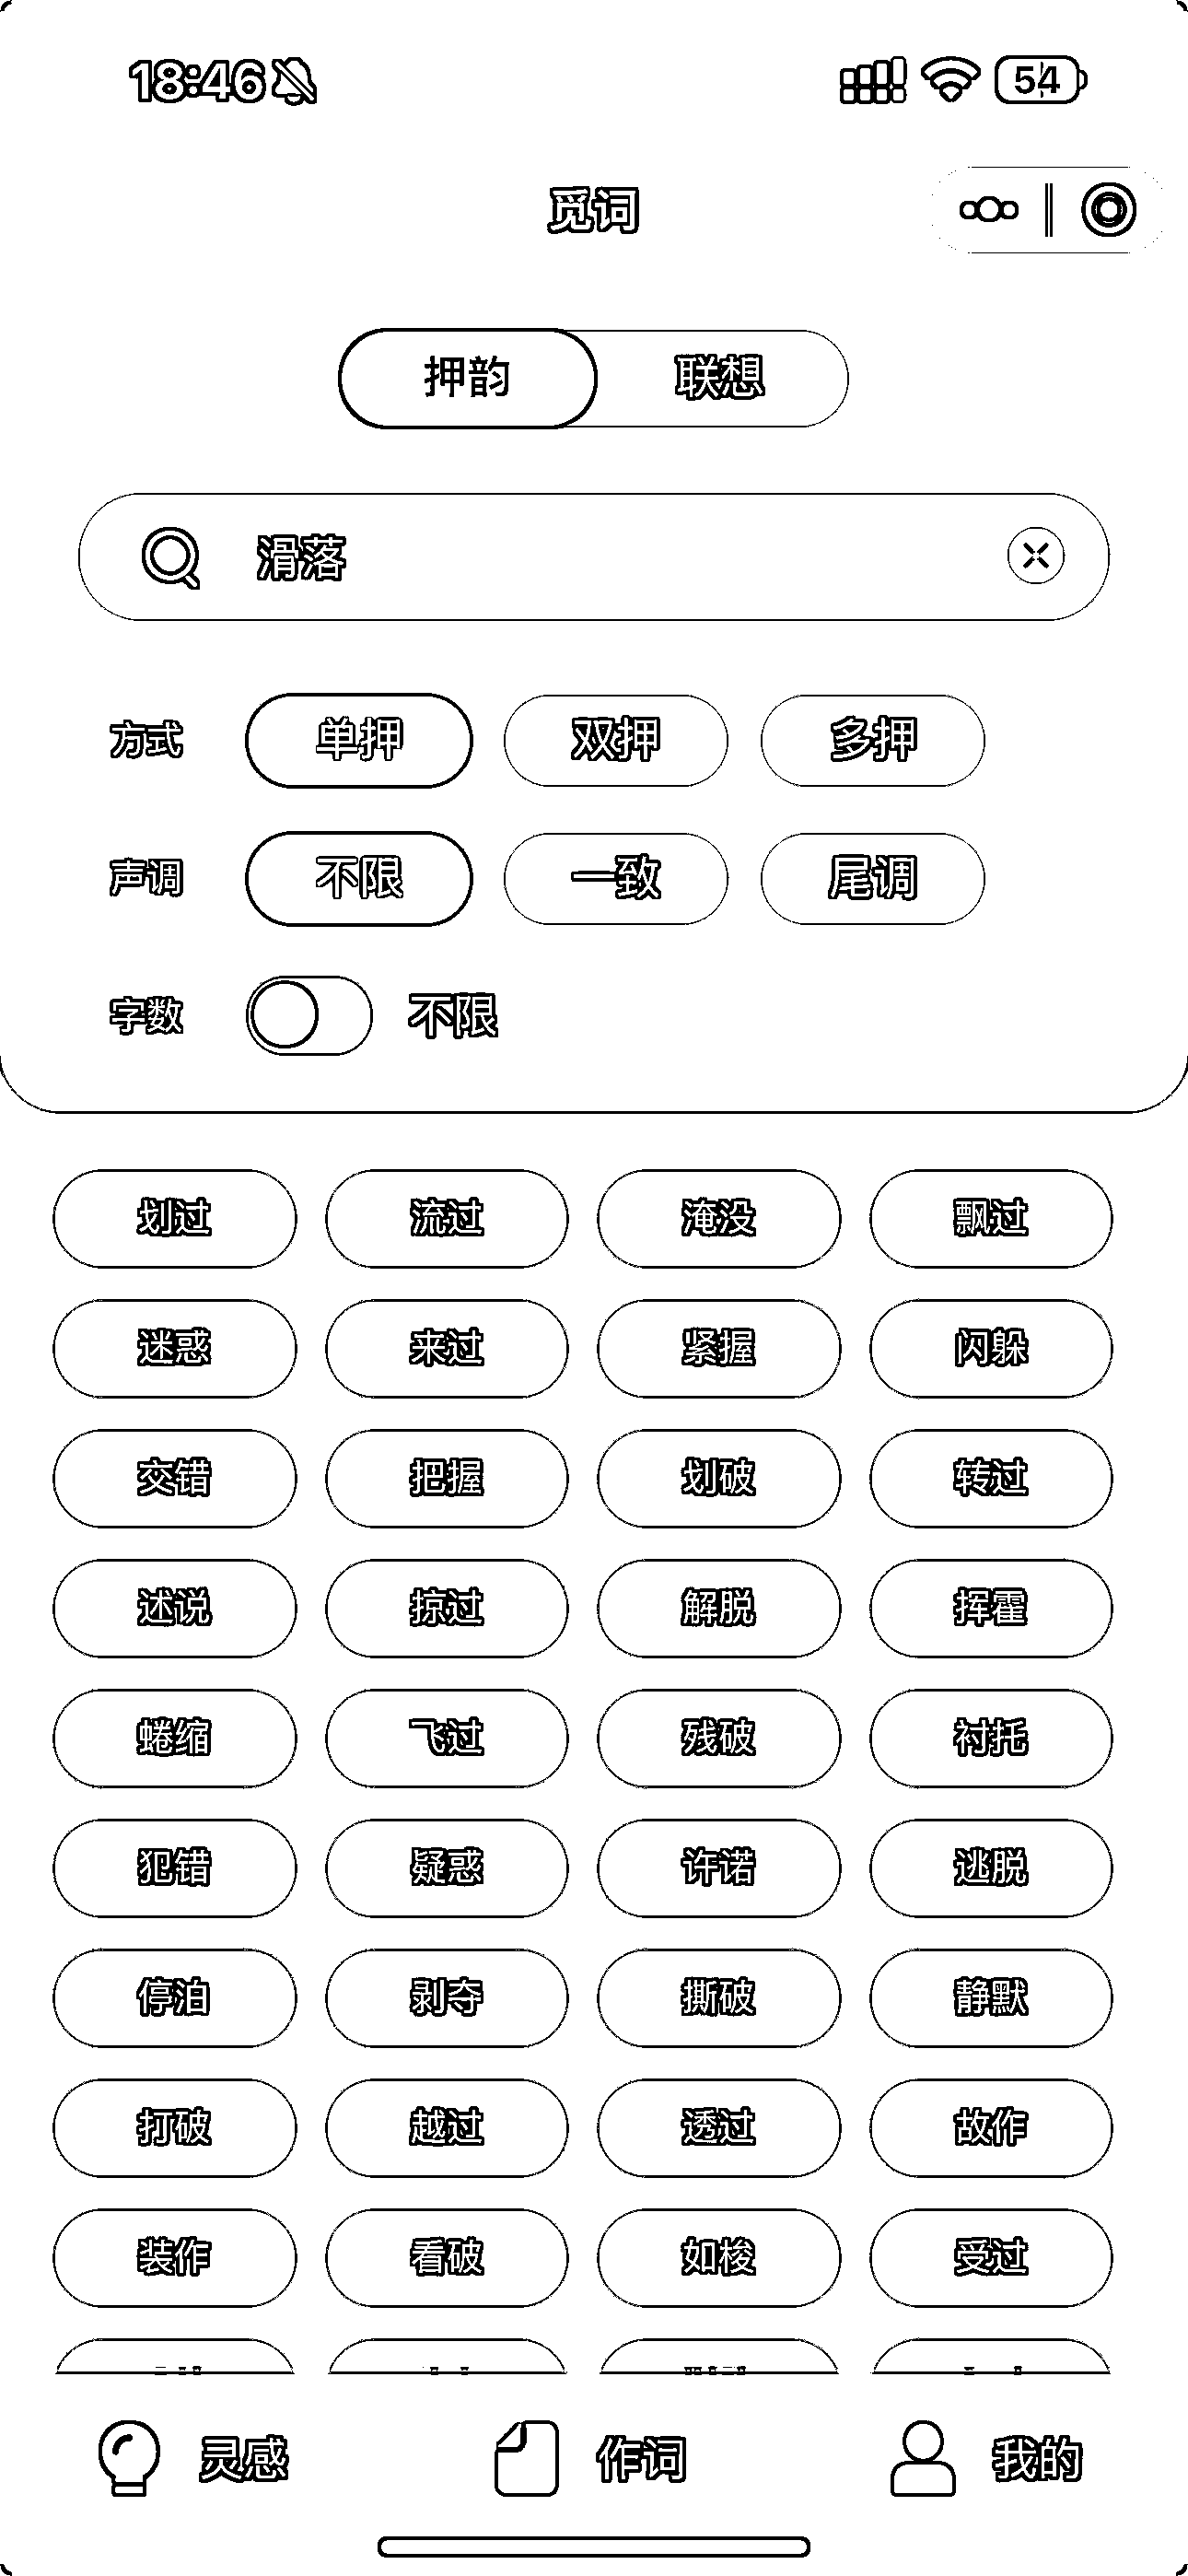 18:46 54
觅词
押韵 联想
滑落
方式 单押 双押 多押
声调 不限 一致 尾调
字数 不限
划过 流过 淹没 飘过
迷惑 来过 紧握 闪躲
交错 把握 划破 转过
述说 掠过 解脱 挥霍
蜷缩 飞过 残破 衬托
犯错 疑惑 许诺 逃脱
停泊 剥夺 撕破 静默
打破 越过 透过 故作
装作 看破 如梭 受过
灵感 作词 我的